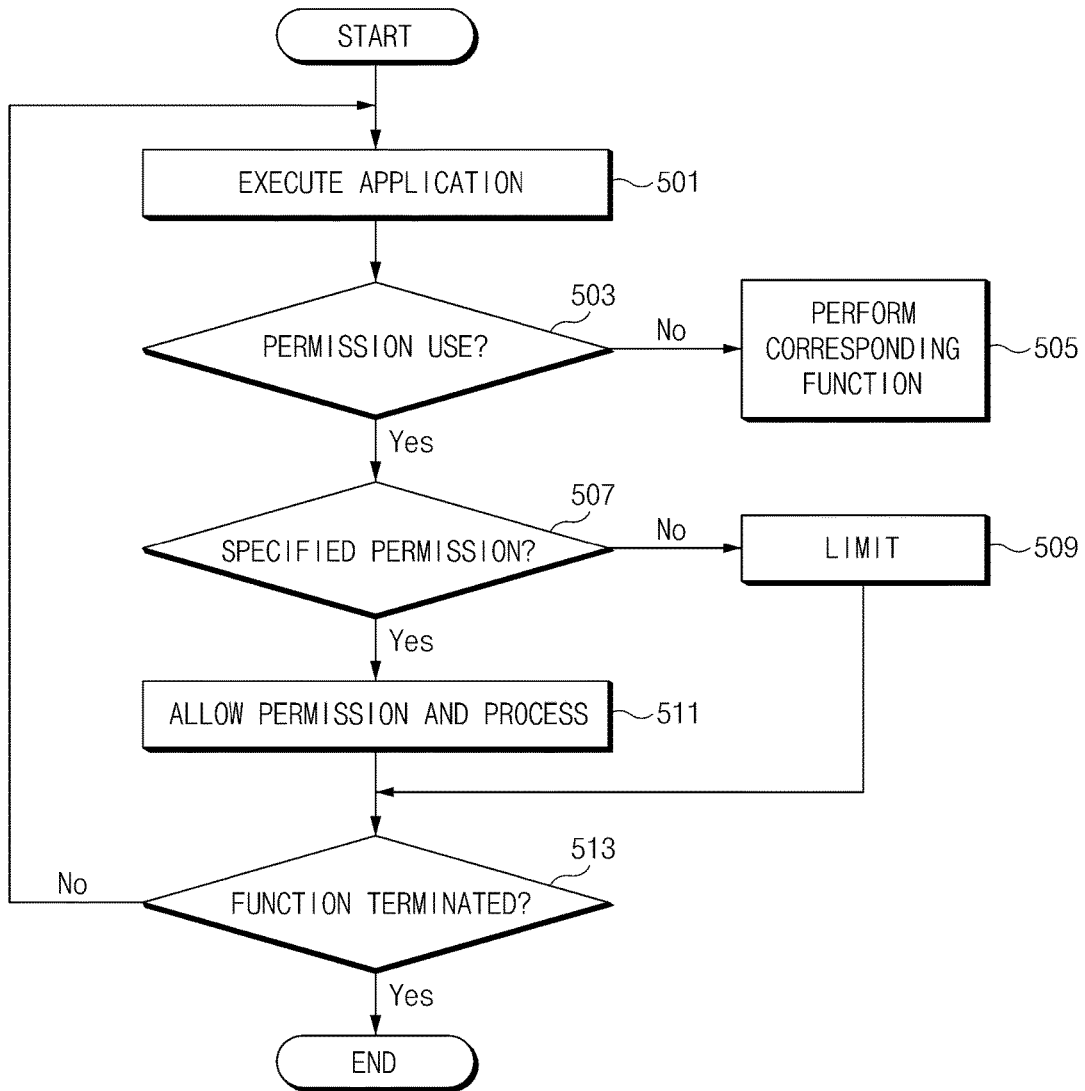 START
EXECUTE APPLICATION
501
503
PERMISSION USE?
No
PERFORM
CORRESPONDING
FUNCTION
505
Yes
507
SPECIFIED PERMISSION?
No
LIMIT
509
Yes
ALLOW PERMISSION AND PROCESS
511
513
FUNCTION TERMINATED?
No
Yes
END